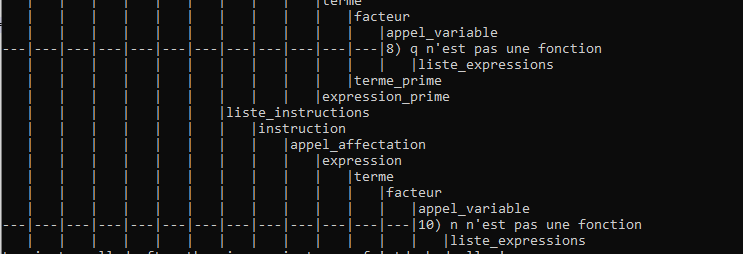 terme
|facteur
|appel_variable
---|---|---|---|---|---|---|---|---|---|---|---|8) q n'est pas une fonction
|liste_expressions
|terme_prime
|expression_prime
|liste_instructions
|instruction
|appel_affectation
|expression
|terme
|facteur
|appel_variable
---|---|---|---|---|---|---|---|---|---|---|---|---|10) n n'est pas une fonction
|liste_expressions